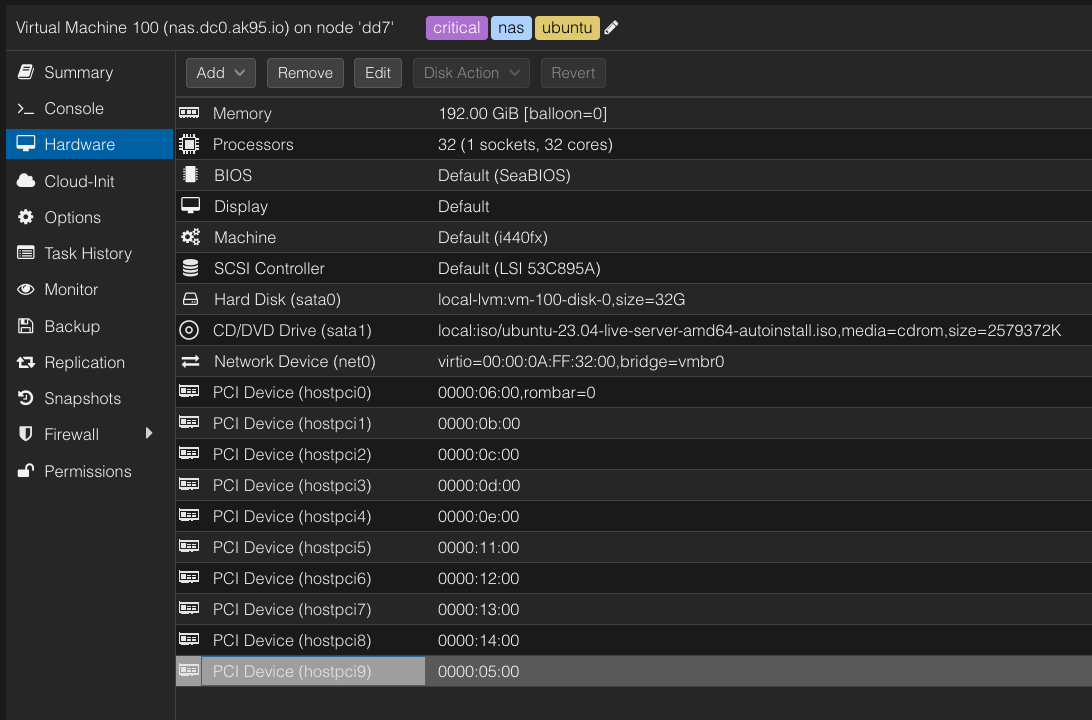 Virtual Machine 100 (nas.dc0.ak95.io) on node 'dd7' critical nas ubuntu
Summary
Console
Hardware
Cloud-Init
Options
Task History
Monitor
Backup
Replication
Snapshots
Firewall
Permissions
Add Remove Edit Disk Action Revert
Memory 192.00 GiB [balloon=0]
Processors 32 (1 sockets, 32 cores)
BIOS Default (SeaBIOS)
Display Default
Machine Default (i440fx)
SCSI Controller Default (LSI 53C895A)
Hard Disk (sata0) local-lvm:vm-100-disk-0,size=32G
CD/DVD Drive (sata1) local:iso/ubuntu-23.04-live-server-amd64-autoinstall.iso,media=cdrom,size=2579372K
Network Device (net0) virtio=00:00:0A:FF:32:00,bridge=vmbr0
PCI Device (hostpci0) 0000:06:00,rombar=0
PCI Device (hostpci1) 0000:0b:00
PCI Device (hostpci2) 0000:0c:00
PCI Device (hostpci3) 0000:0d:00
PCI Device (hostpci4) 0000:0e:00
PCI Device (hostpci5) 0000:11:00
PCI Device (hostpci6) 0000:12:00
PCI Device (hostpci7) 0000:13:00
PCI Device (hostpci8) 0000:14:00
PCI Device (hostpci9) 0000:05:00